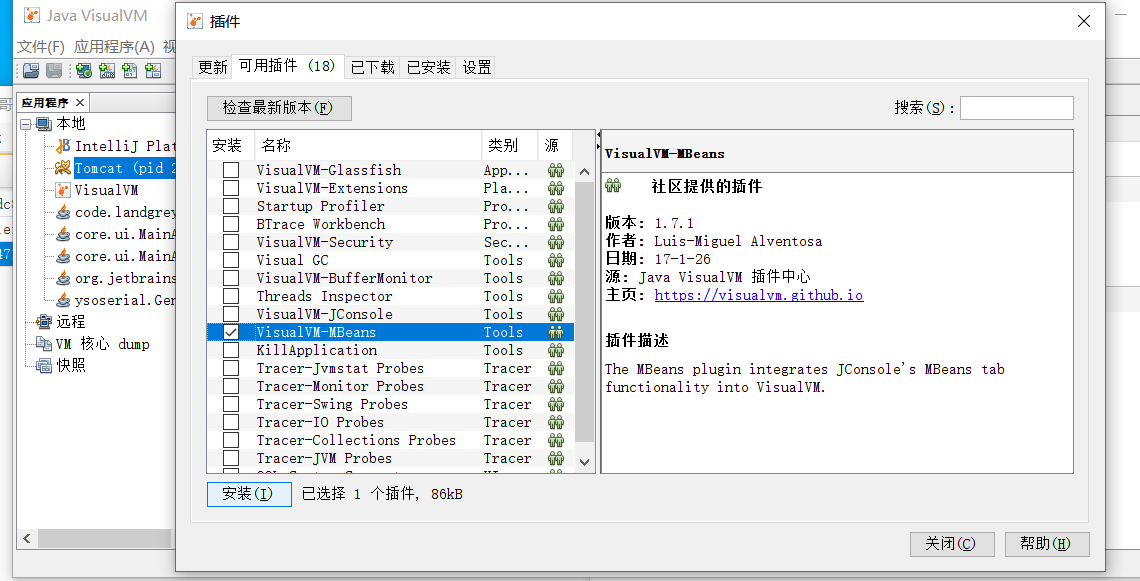 Java VisualVM
文件(F) 应用程序(A) 视
应用程序
本地
IntelliJ Plat
Tomcat (pid 2
VisualVM
code.landgrey
core.ui.MainA
core.ui.MainA
org.jetbrains
ysoserial.Gen
远程
VM 核心 dump
快照
插件
更新 可用插件 (18) 已下载 已安装 设置
检查最新版本(F) 搜索(S):
安装 名称 类别 源
VisualVM-Glassfish App...
VisualVM-Extensions Pla...
Startup Profiler Pro...
BTrace Workbench Pro...
VisualVM-Security Sec...
Visual GC Tools
VisualVM-BufferMonitor Tools
Threads Inspector Tools
VisualVM-JConsole Tools
VisualVM-MBeans Tools
KillApplication Tools
Tracer-Jvmstat Probes Tracer
Tracer-Monitor Probes Tracer
Tracer-Swing Probes Tracer
Tracer-IO Probes Tracer
Tracer-Collections Probes Tracer
Tracer-JVM Probes Tracer
VisualVM-MBeans
社区提供的插件
版本: 1.7.1
作者: Luis-Miguel Alventosa
日期: 17-1-26
源: Java VisualVM 插件中心
主页: https://visualvm.github.io
插件描述
The MBeans plugin integrates JConsole's MBeans tab
functionality into VisualVM.
安装(I) 已选择 1 个插件, 86kB
关闭(C) 帮助(H)